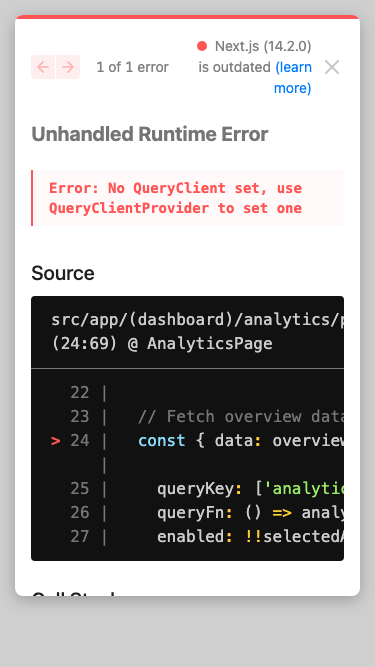 1 of 1 error
Next.js (14.2.0)
is outdated (learn
more)
Unhandled Runtime Error
Error: No QueryClient set, use
QueryClientProvider to set one
Source
src/app/(dashboard)/analytics/
(24:69) @ AnalyticsPage
22 |
23 |   // Fetch overview data
> 24 |   const { data: overview
|
25 |     queryKey: ['analytic
26 |     queryFn: () => analy
27 |     enabled: !!selectedA